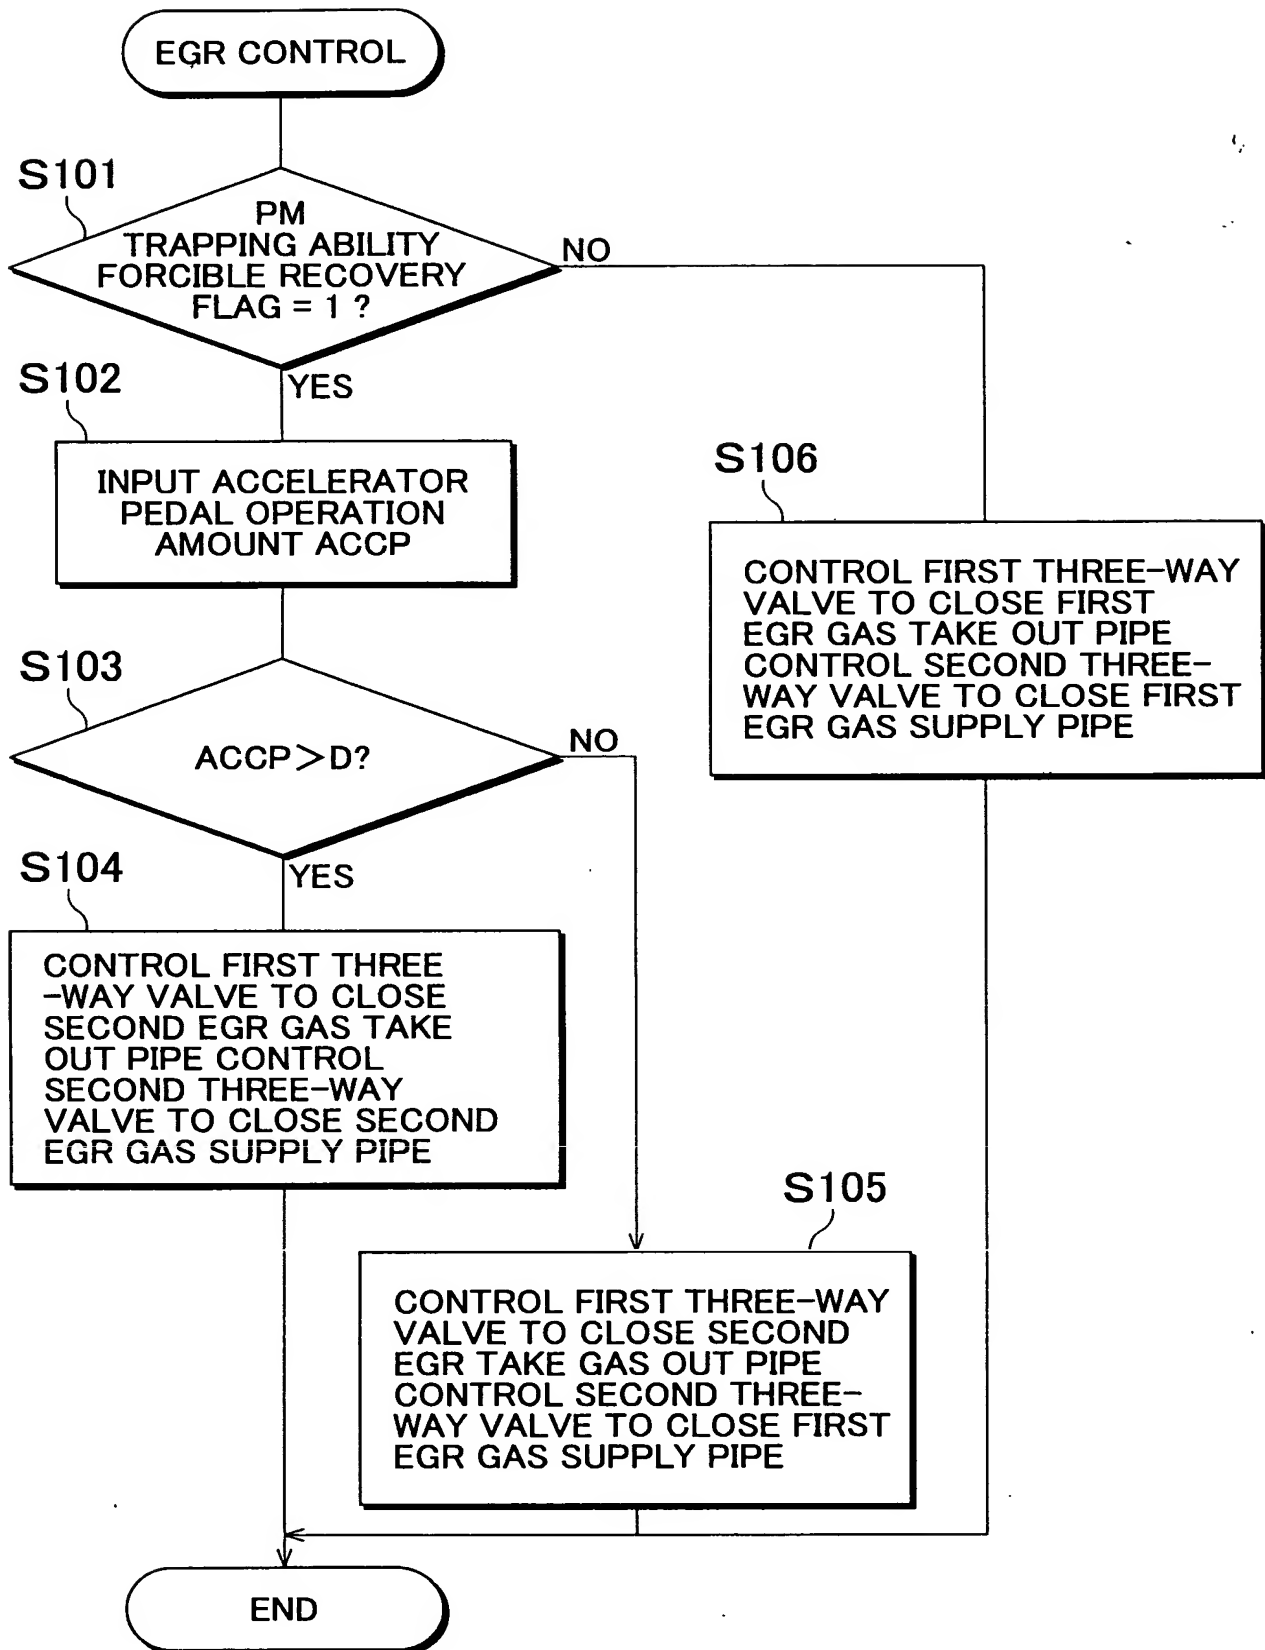 EGR CONTROL
S101
PM
TRAPPING ABILITY
FORCIBLE RECOVERY
FLAG = 1 ?
NO
YES
S102
INPUT ACCELERATOR
PEDAL OPERATION
AMOUNT ACCP
S106
CONTROL FIRST THREE-WAY
VALVE TO CLOSE FIRST
EGR GAS TAKE OUT PIPE
CONTROL SECOND THREE-
WAY VALVE TO CLOSE FIRST
EGR GAS SUPPLY PIPE
S103
ACCP>D?
NO
YES
S104
CONTROL FIRST THREE
-WAY VALVE TO CLOSE
SECOND EGR GAS TAKE
OUT PIPE CONTROL
SECOND THREE-WAY
VALVE TO CLOSE SECOND
EGR GAS SUPPLY PIPE
S105
CONTROL FIRST THREE-WAY
VALVE TO CLOSE SECOND
EGR TAKE GAS OUT PIPE
CONTROL SECOND THREE-
WAY VALVE TO CLOSE FIRST
EGR GAS SUPPLY PIPE
END